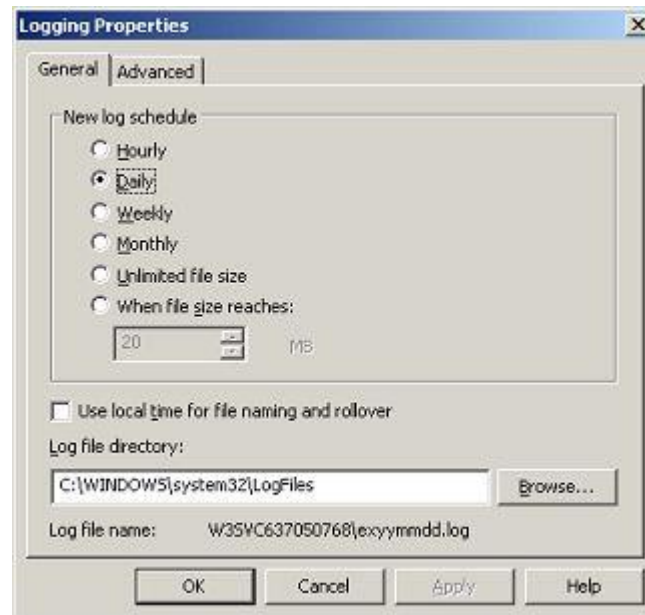 Logging Properties
General
Advanced
New log schedule
Hourly
Daily
Weekly
Monthly
Unlimited file size
When file size reaches:
20
MB
Use local time for file naming and rollover
Log file directory:
C:\WINDOWS\system32\LogFiles
Browse...
Log file name: W3SVC637050768\exyymmdd.log
OK
Cancel
Apply
Help